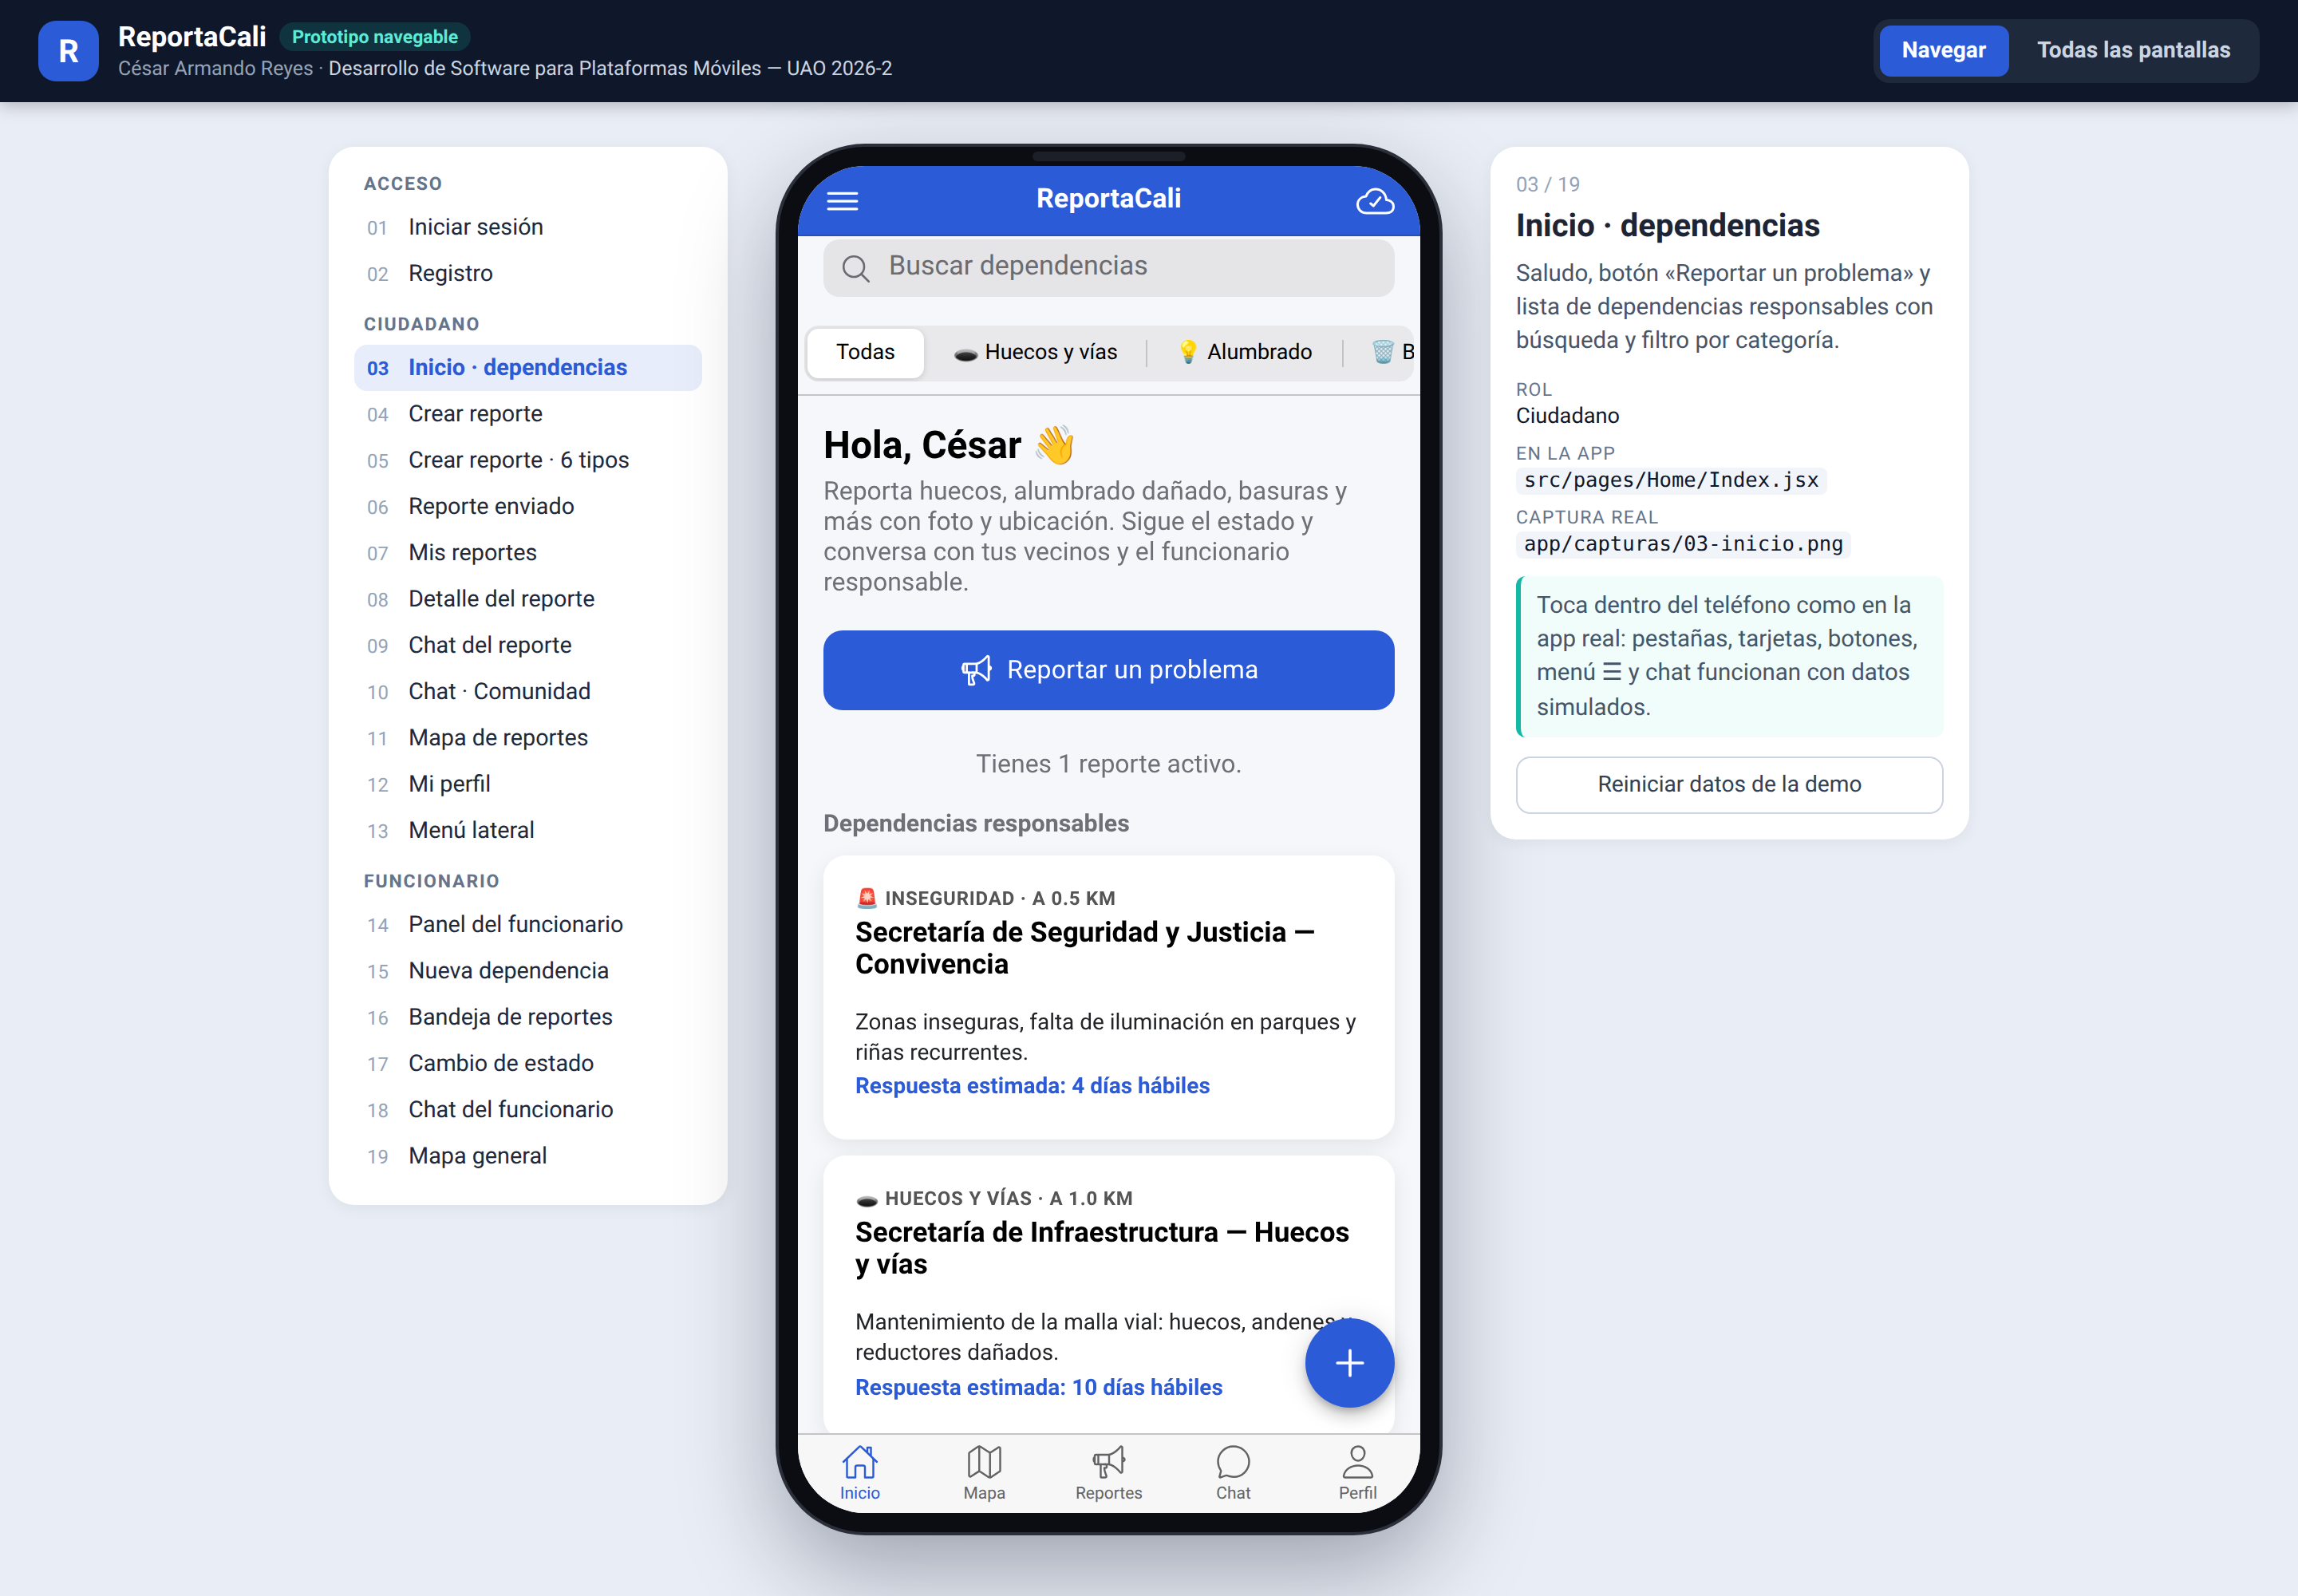 R
ReportaCali
Prototipo navegable
César Armando Reyes · Desarrollo de Software para Plataformas Móviles — UAO 2026-2
Navegar
Todas las pantallas
ACCESO
01 Iniciar sesión
02 Registro
CIUDADANO
03 Inicio · dependencias
04 Crear reporte
05 Crear reporte · 6 tipos
06 Reporte enviado
07 Mis reportes
08 Detalle del reporte
09 Chat del reporte
10 Chat · Comunidad
11 Mapa de reportes
12 Mi perfil
13 Menú lateral
FUNCIONARIO
14 Panel del funcionario
15 Nueva dependencia
16 Bandeja de reportes
17 Cambio de estado
18 Chat del funcionario
19 Mapa general
ReportaCali
Buscar dependencias
Todas
🕳️ Huecos y vías
💡 Alumbrado
🗑️ B
Hola, César 👋
Reporta huecos, alumbrado dañado, basuras y
más con foto y ubicación. Sigue el estado y
conversa con tus vecinos y el funcionario
responsable.
Reportar un problema
Tienes 1 reporte activo.
Dependencias responsables
🚨 INSEGURIDAD · A 0.5 KM
Secretaría de Seguridad y Justicia —
Convivencia
Zonas inseguras, falta de iluminación en parques y
riñas recurrentes.
Respuesta estimada: 4 días hábiles
🕳️ HUECOS Y VÍAS · A 1.0 KM
Secretaría de Infraestructura — Huecos
y vías
Mantenimiento de la malla vial: huecos, andenes
reductores dañados.
Respuesta estimada: 10 días hábiles
Inicio
Mapa
Reportes
Chat
Perfil
03 / 19
Inicio · dependencias
Saludo, botón «Reportar un problema» y
lista de dependencias responsables con
búsqueda y filtro por categoría.
ROL
Ciudadano
EN LA APP
src/pages/Home/Index.jsx
CAPTURA REAL
app/capturas/03-inicio.png
Toca dentro del teléfono como en la
app real: pestañas, tarjetas, botones,
menú ☰ y chat funcionan con datos
simulados.
Reiniciar datos de la demo